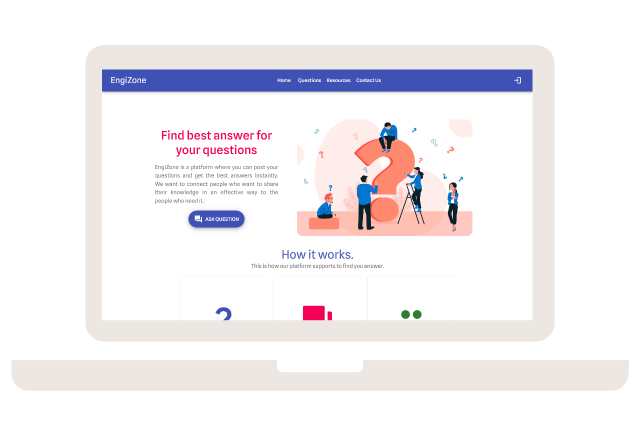 EngiZone
Home Questions Resources Contact Us
Find best answer for
your questions
EngiZone is a platform where you can post your
questions and get the best answers instantly.
We want to connect people who want to share
their knowledge in an effective way to the
people who need it.
ASK QUESTION
How it works.
This is how our platform supports to find you answer.